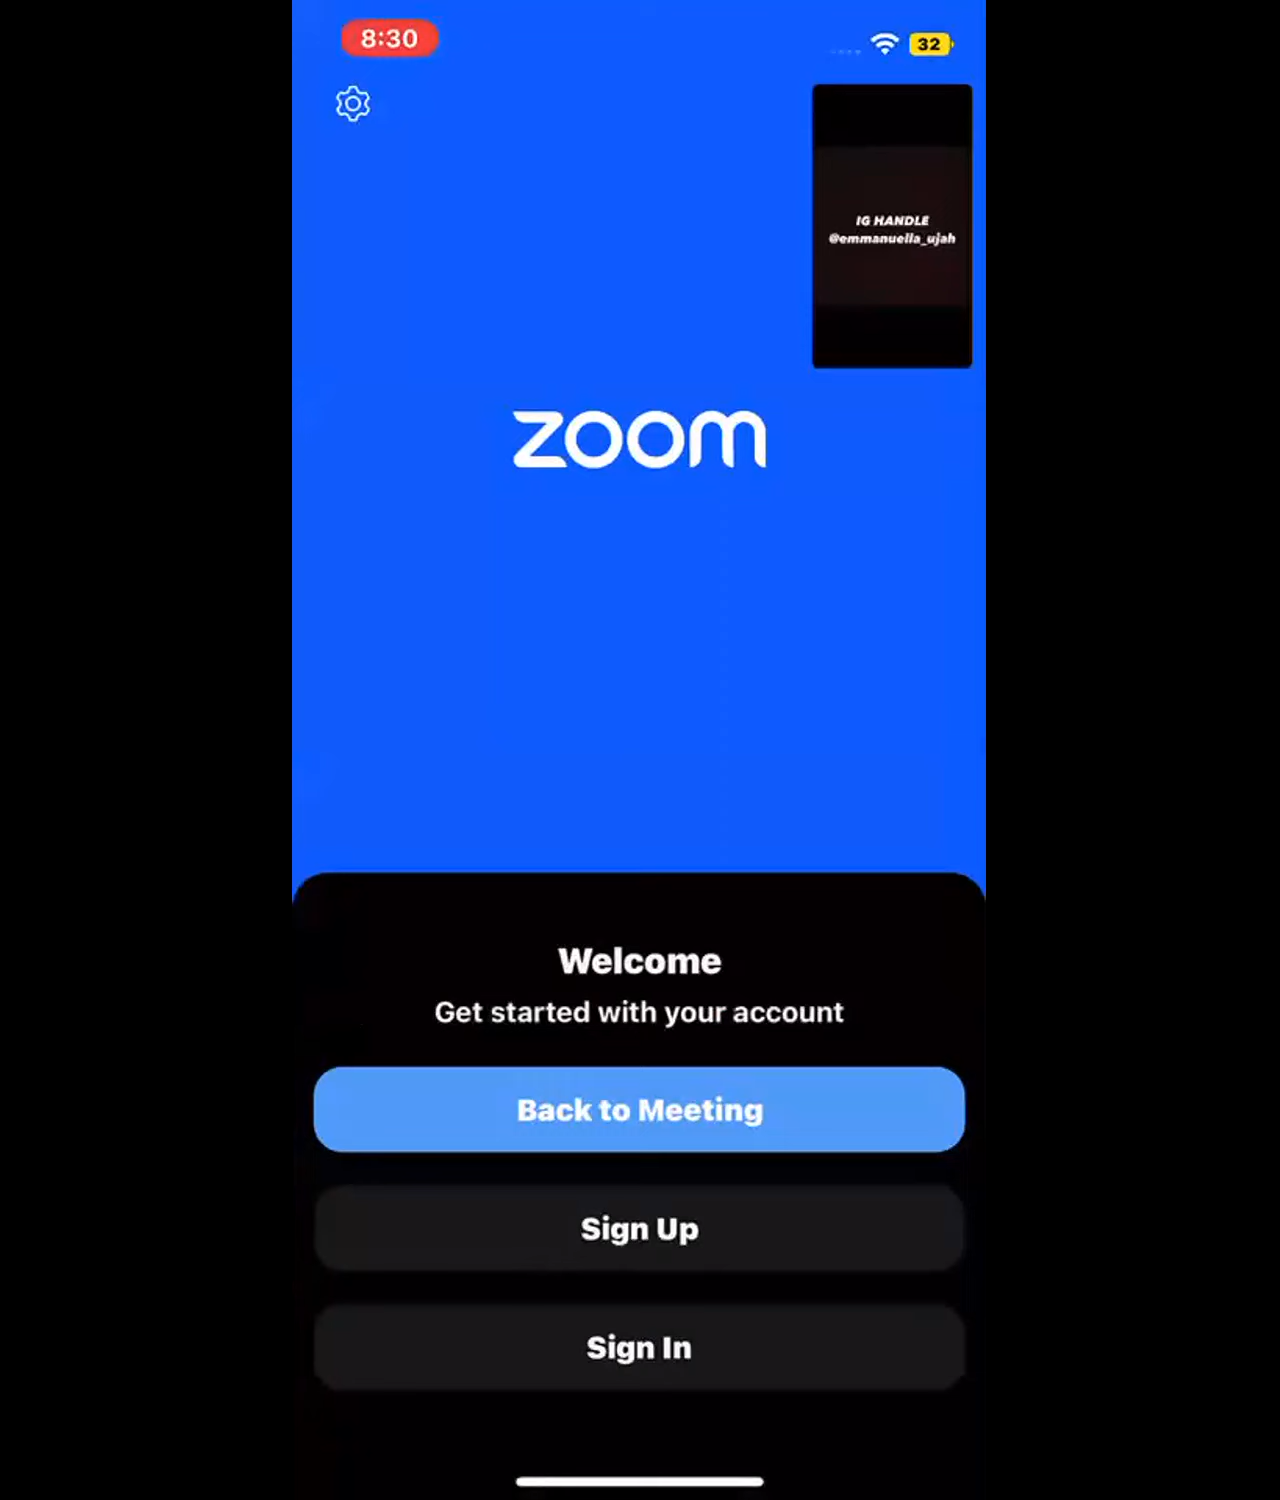 8:30
32
IG HANDLE
@emmanuella_ujah
zoom
Welcome
Get started with your account
Back to Meeting
Sign Up
Sign In